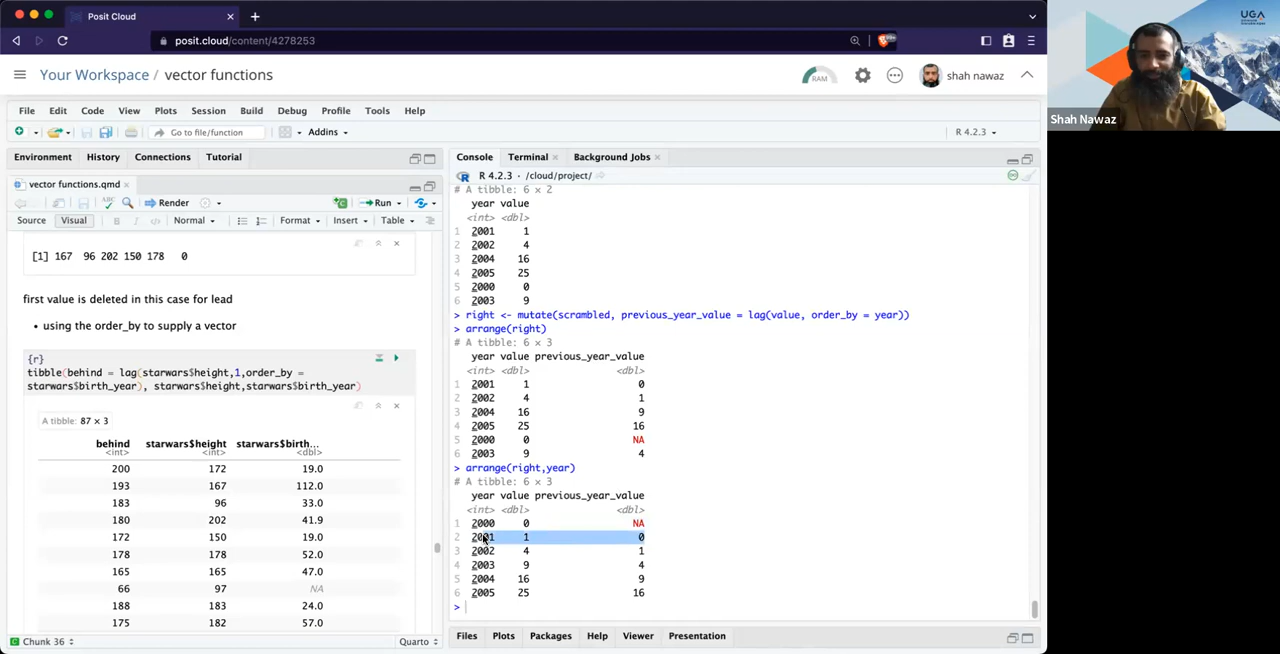 Posit Cloud
posit.cloud/content/4278253
Your Workspace / vector functions
RAM
shah nawaz
UGA
Shah Nawaz
File Edit Code View Plots Session Build Debug Profile Tools Help
Go to file/function
Addins
R 4.2.3
Environment History Connections Tutorial
vector functions.qmd
Render
Run
Source Visual B I Normal Format Insert Table
[1] 167 96 202 150 178 0
first value is deleted in this case for lead
• using the order_by to supply a vector
{r}
tibble(behind = lag(starwars$height,1,order_by =
starwars$birth_year), starwars$height,starwars$birth_year)
A tibble: 87 × 3
behind starwars$height starwars$birth...
<int> <int> <dbl>
200 172 19.0
193 167 112.0
183 96 33.0
180 202 41.9
172 150 19.0
178 178 52.0
165 165 47.0
66 97 NA
188 183 24.0
175 182 57.0
Chunk 36
Quarto
Console Terminal Background Jobs
R 4.2.3 · /cloud/project/
# A tibble: 6 × 2
year value
<int> <dbl>
1 2001 1
2 2002 4
3 2004 16
4 2005 25
5 2000 0
6 2003 9
> right <- mutate(scrambled, previous_year_value = lag(value, order_by = year))
> arrange(right)
# A tibble: 6 × 3
year value previous_year_value
<int> <dbl> <dbl>
1 2001 1 0
2 2002 4 1
3 2004 16 9
4 2005 25 16
5 2000 0 NA
6 2003 9 4
> arrange(right,year)
# A tibble: 6 × 3
year value previous_year_value
<int> <dbl> <dbl>
1 2000 0 NA
2 2001 1 0
3 2002 4 1
4 2003 9 4
5 2004 16 9
6 2005 25 16
>
Files Plots Packages Help Viewer Presentation